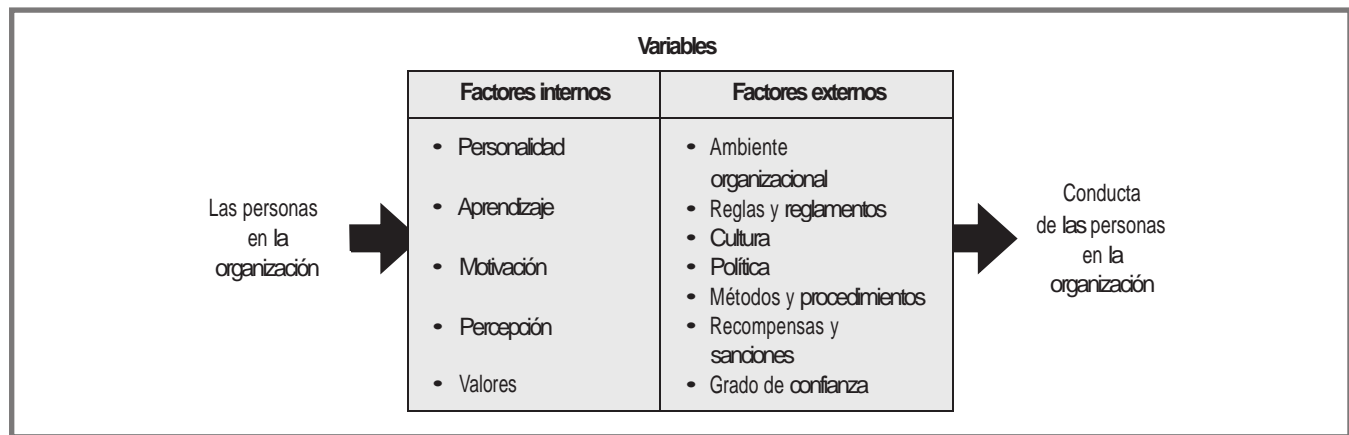 Variables
Factores internos
Factores externos
Las personas
en la
organización
• Personalidad
• Aprendizaje
• Motivación
• Percepción
• Valores
• Ambiente
organizacional
• Reglas y reglamentos
• Cultura
• Política
• Métodos y procedimientos
• Recompensas y
sanciones
• Grado de confianza
Conducta
de las personas
en la
organización